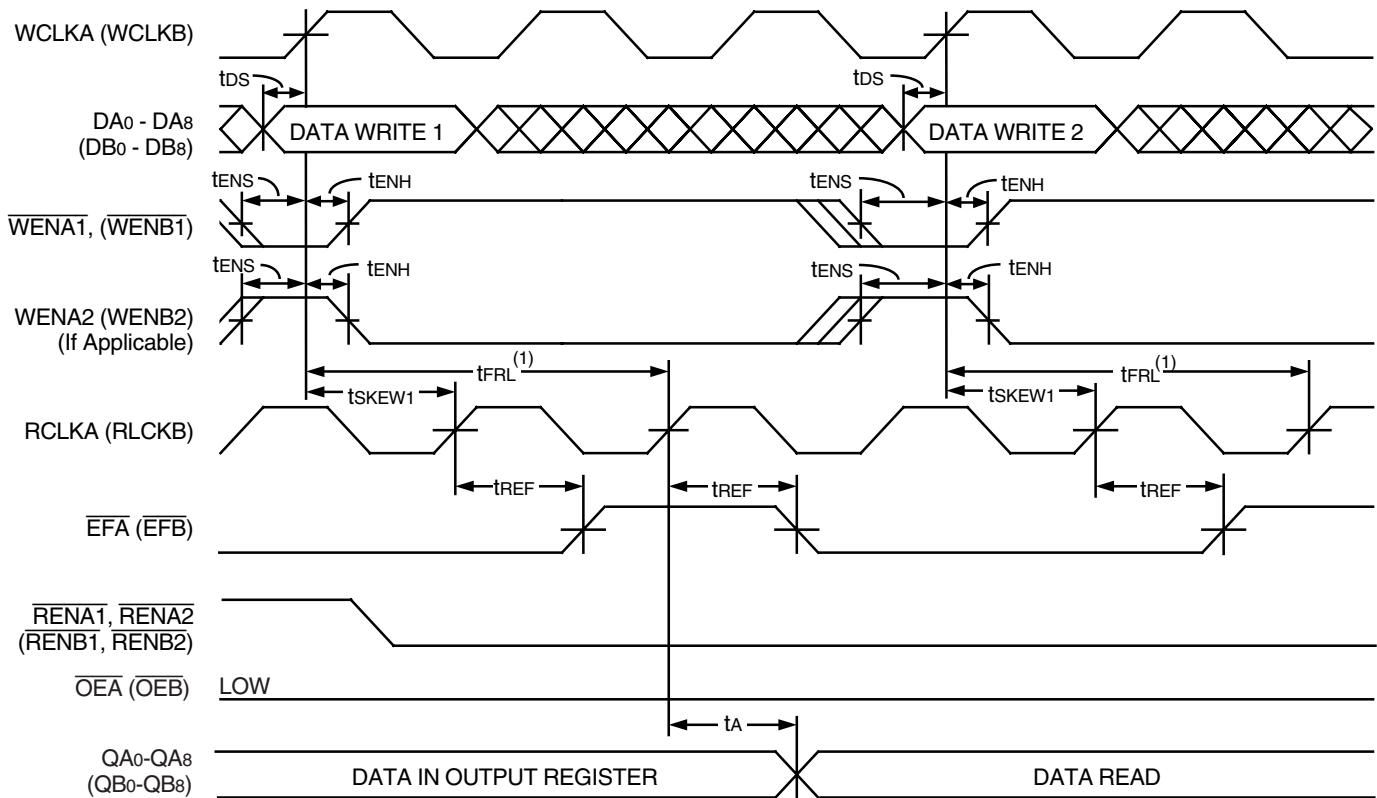 WCLKA (WCLKB)
tDS
tDS
DA0 - DA8
(DB0 - DB8)
DATA WRITE 1
DATA WRITE 2
tENS
tENH
tENS
tENH
WENA1, (WENB1)
tENS
tENH
tENS
tENH
WENA2 (WENB2)
(If Applicable)
tFRL(1)
tFRL(1)
tSKEW1
tSKEW1
RCLKA (RLCKB)
tREF
tREF
tREF
EFA (EFB)
RENA1, RENA2
(RENB1, RENB2)
OEA (OEB)
LOW
tA
QA0-QA8
(QB0-QB8)
DATA IN OUTPUT REGISTER
DATA READ